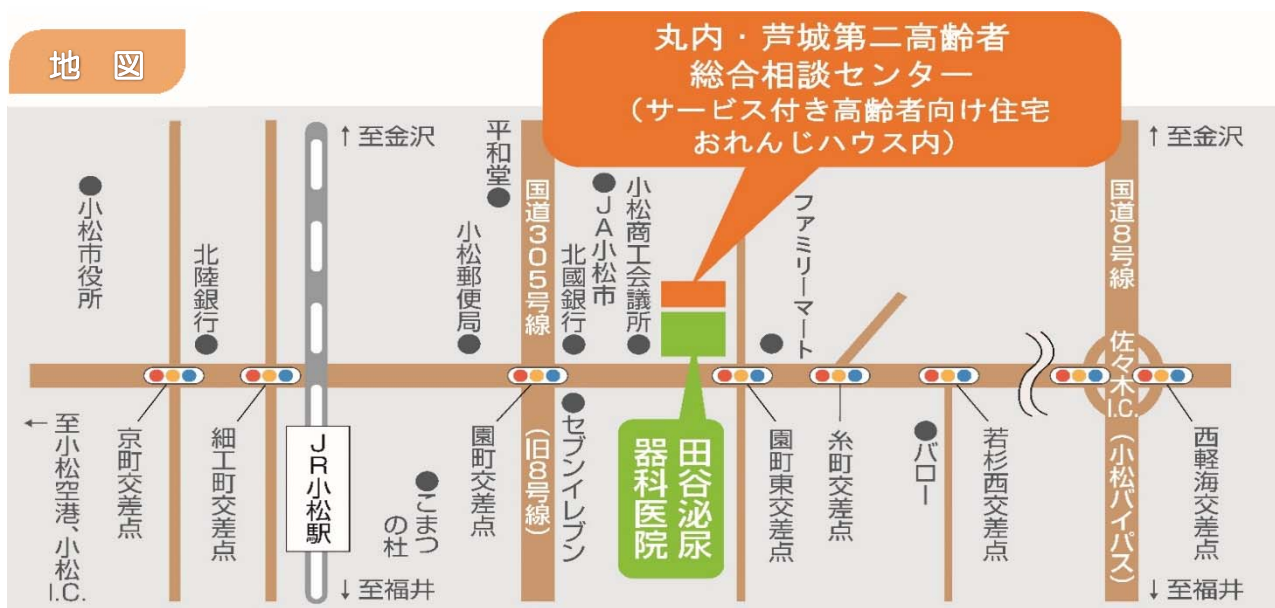 地 図
丸内・芦城第二高齢者
総合相談センター
（サービス付き高齢者向け住宅
おれんじハウス内）
↑至金沢
平和堂
国道305号線
JA小松市
小松商工会議所
ファミリーマート
↑至金沢
国道8号線
小松市役所
北陸銀行
小松郵便局
北國銀行
佐々木
I.C.
←至小松空港、小松
I.C.
京町交差点
細工町交差点
JR小松駅
こまつ
の杜
園町交差点
（旧8号線）
セブンイレブン
田谷泌尿
器科医院
園町東交差点
糸町交差点
バロー
若杉西交差点
（小松バイパス）
西軽海交差点
↓至福井
↓至福井